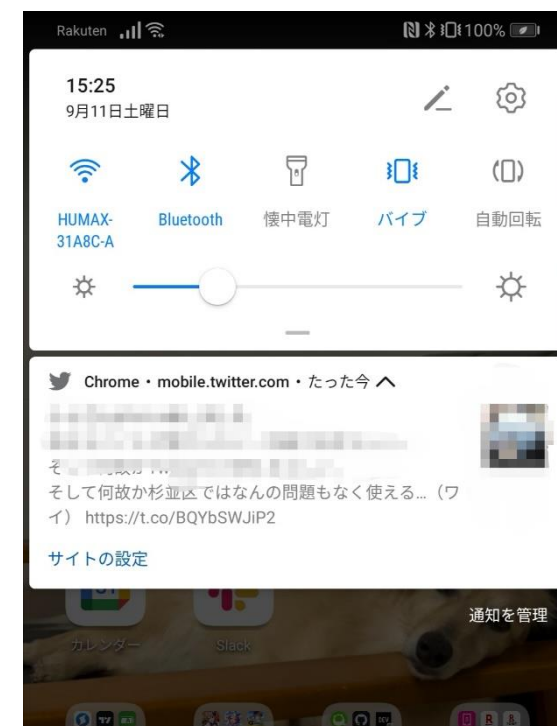 Rakuten
100%
15:25
9月11日土曜日
HUMAX-
31A8C-A
Bluetooth
懐中電灯
バイブ
自動回転
Chrome・mobile.twitter.com・たった今
そして何故か杉並区ではなんの問題もなく使える…（ワ
イ） https://t.co/BQYbSWJiP2
サイトの設定
31
カレンダー
Slack
通知を管理